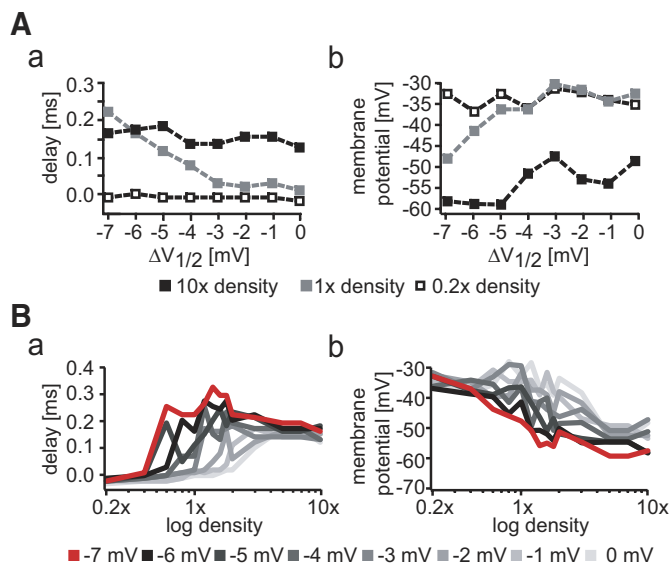 A
a
b
delay [ms]
0.3
0.2
0.1
0.0
-7 -6 -5 -4 -3 -2 -1 0
ΔV1/2 [mV]
membrane
potential [mV]
-30
-35
-40
-45
-50
-55
-60
-7 -6 -5 -4 -3 -2 -1 0
ΔV1/2 [mV]
10x density 1x density 0.2x density
B
a
b
delay [ms]
0.4
0.3
0.2
0.1
0.0
0.2x 1x 10x
log density
membrane
potential [mV]
-30
-40
-50
-60
-70
0.2x 1x 10x
log density
-7 mV -6 mV -5 mV -4 mV -3 mV -2 mV -1 mV 0 mV